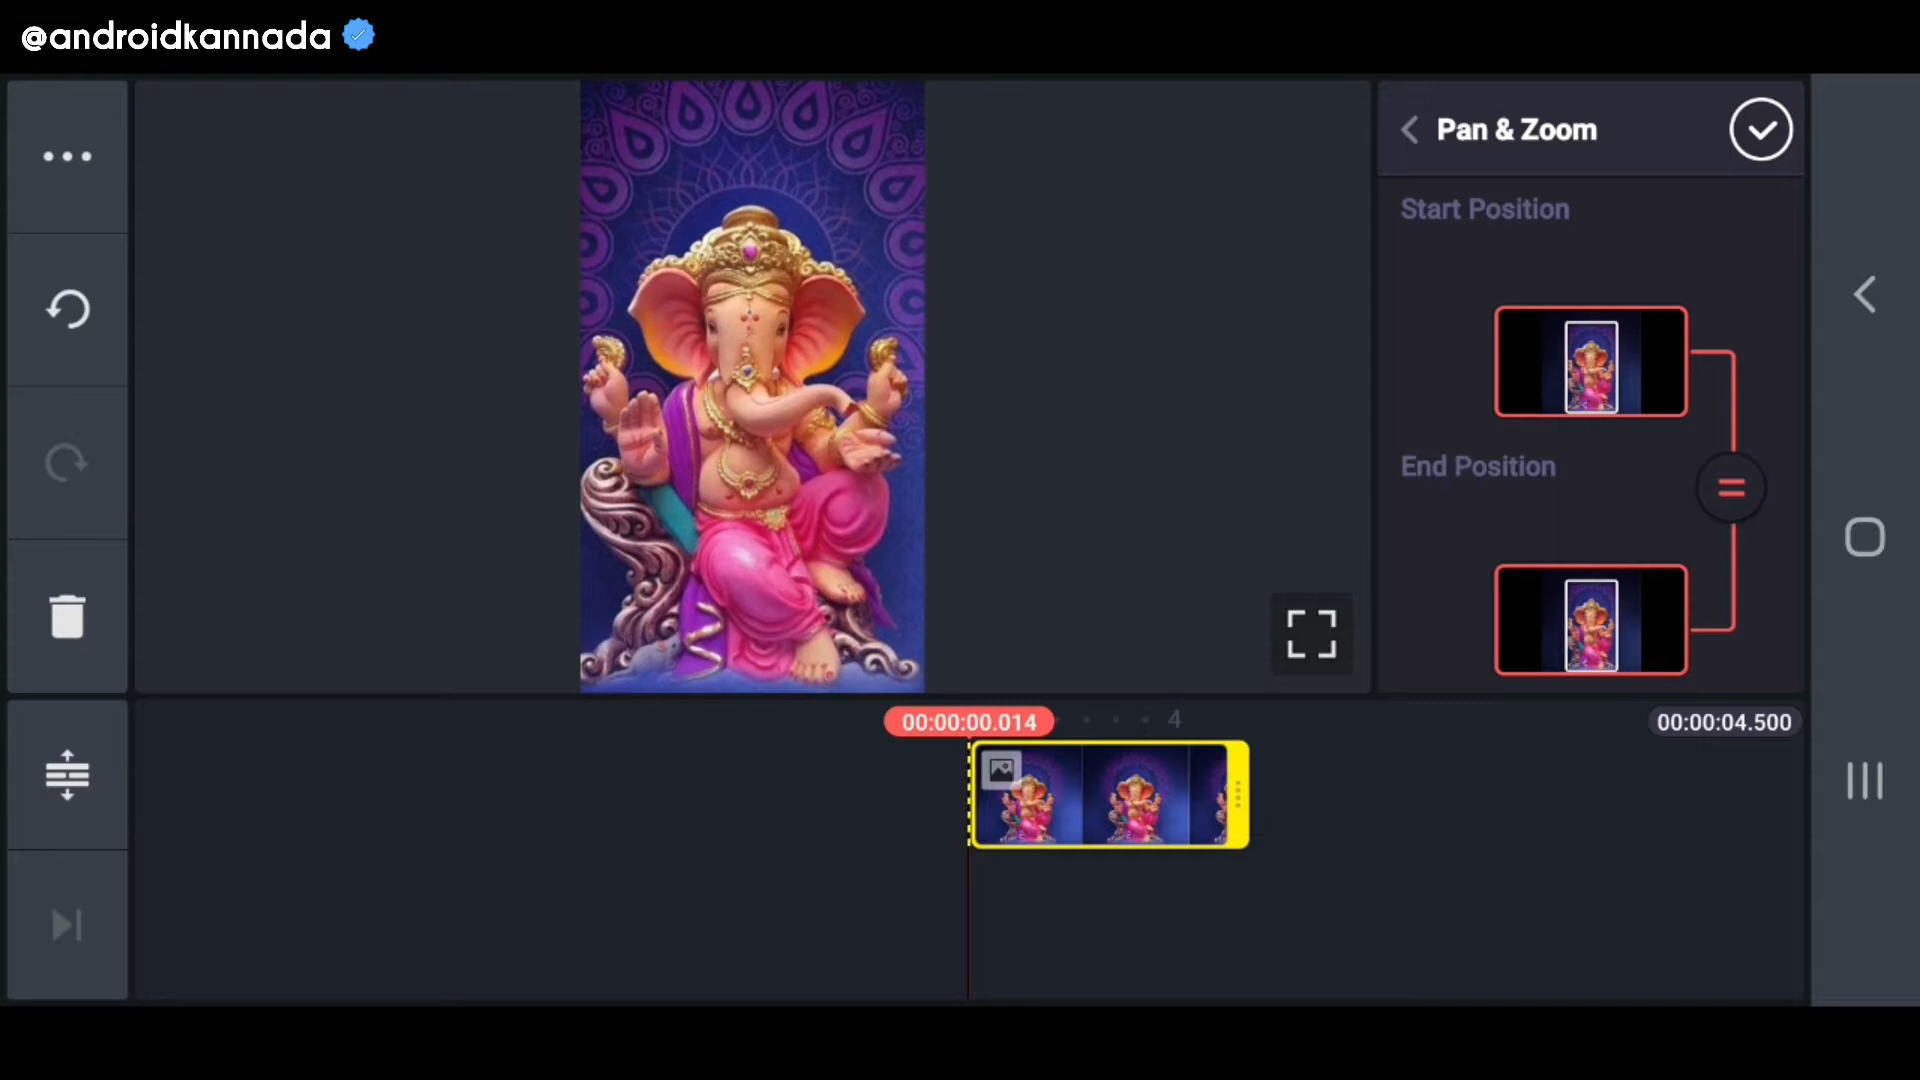 @androidkannada
Pan & Zoom
Start Position
End Position
=
00:00:00.014
4
00:00:04.500